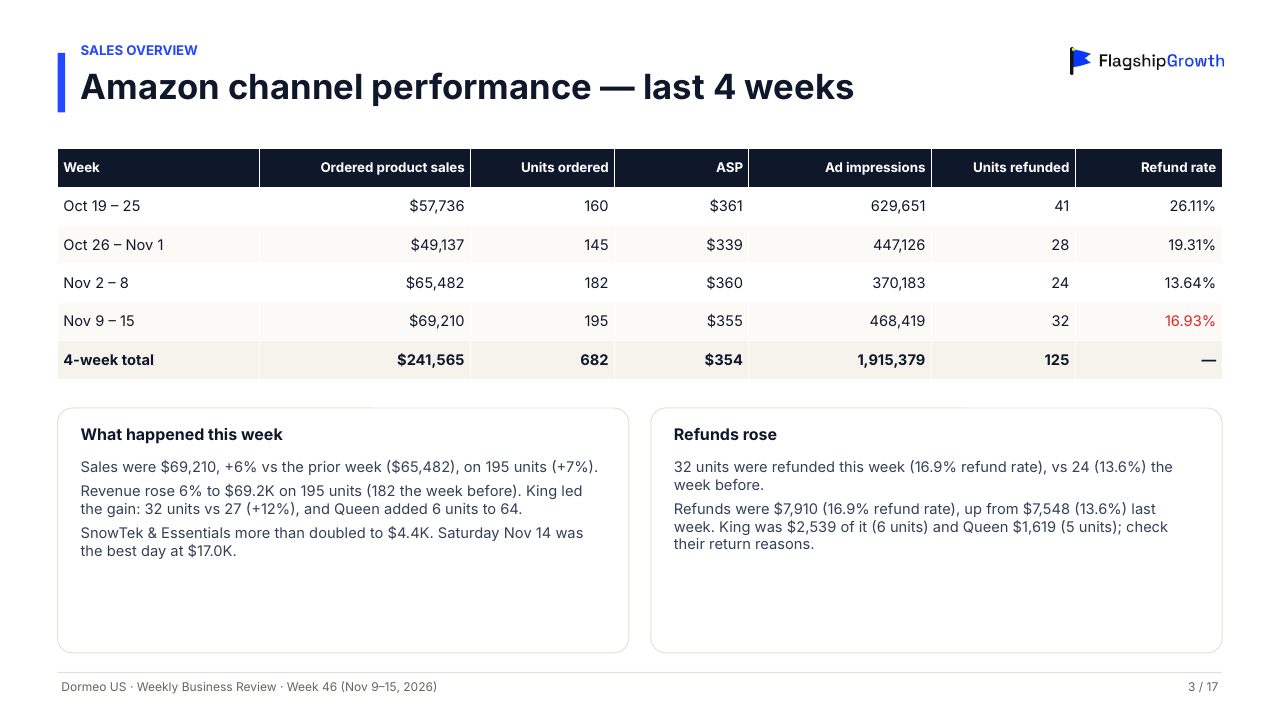 SALES OVERVIEW
Amazon channel performance — last 4 weeks
FlagshipGrowth
Week Ordered product sales Units ordered ASP Ad impressions Units refunded Refund rate
Oct 19 – 25 $57,736 160 $361 629,651 41 26.11%
Oct 26 – Nov 1 $49,137 145 $339 447,126 28 19.31%
Nov 2 – 8 $65,482 182 $360 370,183 24 13.64%
Nov 9 – 15 $69,210 195 $355 468,419 32 16.93%
4-week total $241,565 682 $354 1,915,379 125 —
What happened this week
Sales were $69,210, +6% vs the prior week ($65,482), on 195 units (+7%).
Revenue rose 6% to $69.2K on 195 units (182 the week before). King led
the gain: 32 units vs 27 (+12%), and Queen added 6 units to 64.
SnowTek & Essentials more than doubled to $4.4K. Saturday Nov 14 was
the best day at $17.0K.
Refunds rose
32 units were refunded this week (16.9% refund rate), vs 24 (13.6%) the
week before.
Refunds were $7,910 (16.9% refund rate), up from $7,548 (13.6%) last
week. King was $2,539 of it (6 units) and Queen $1,619 (5 units); check
their return reasons.
Dormeo US · Weekly Business Review · Week 46 (Nov 9–15, 2026)
3 / 17